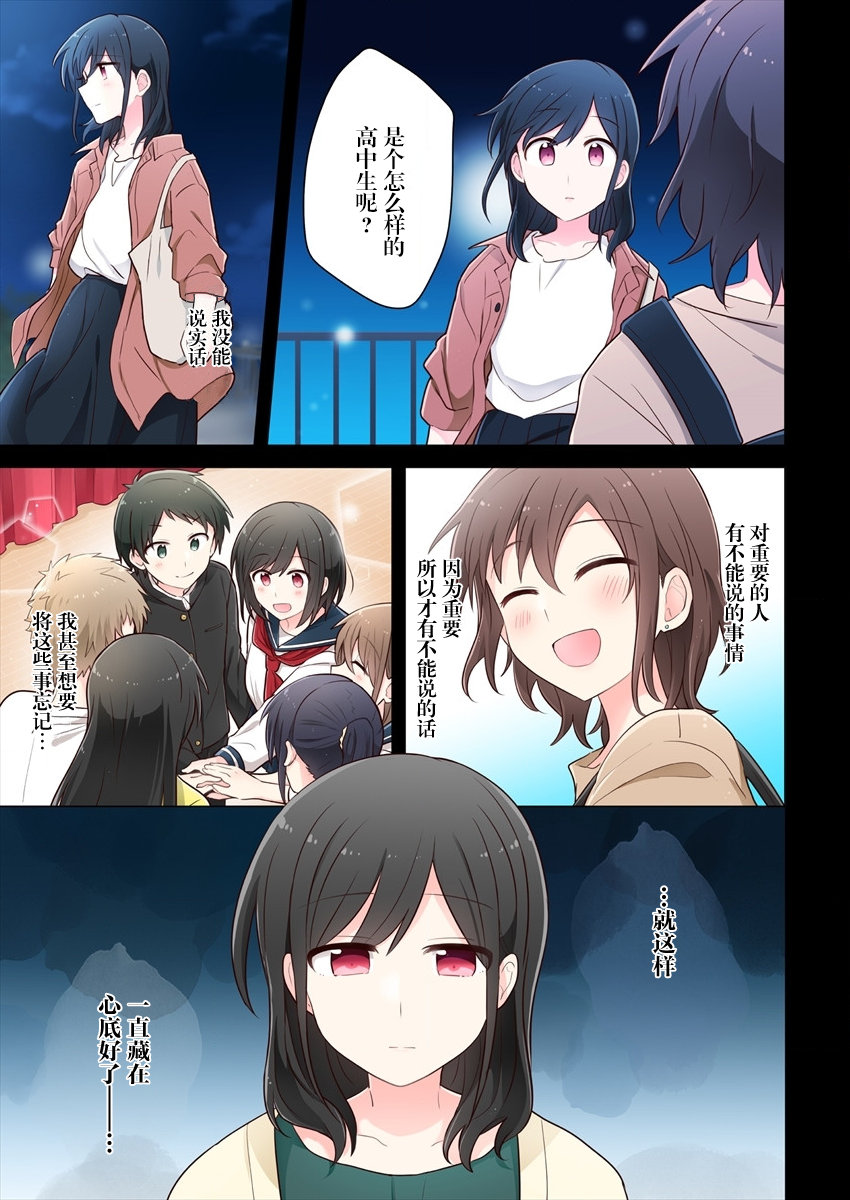 是个怎么样的
高中生呢？
我没能
说实话
对重要的人
有不能说的事情
因为重要
所以才有不能说的话
我甚至想要
将这些事忘记…
…就这样
一直藏在
心底好了——…